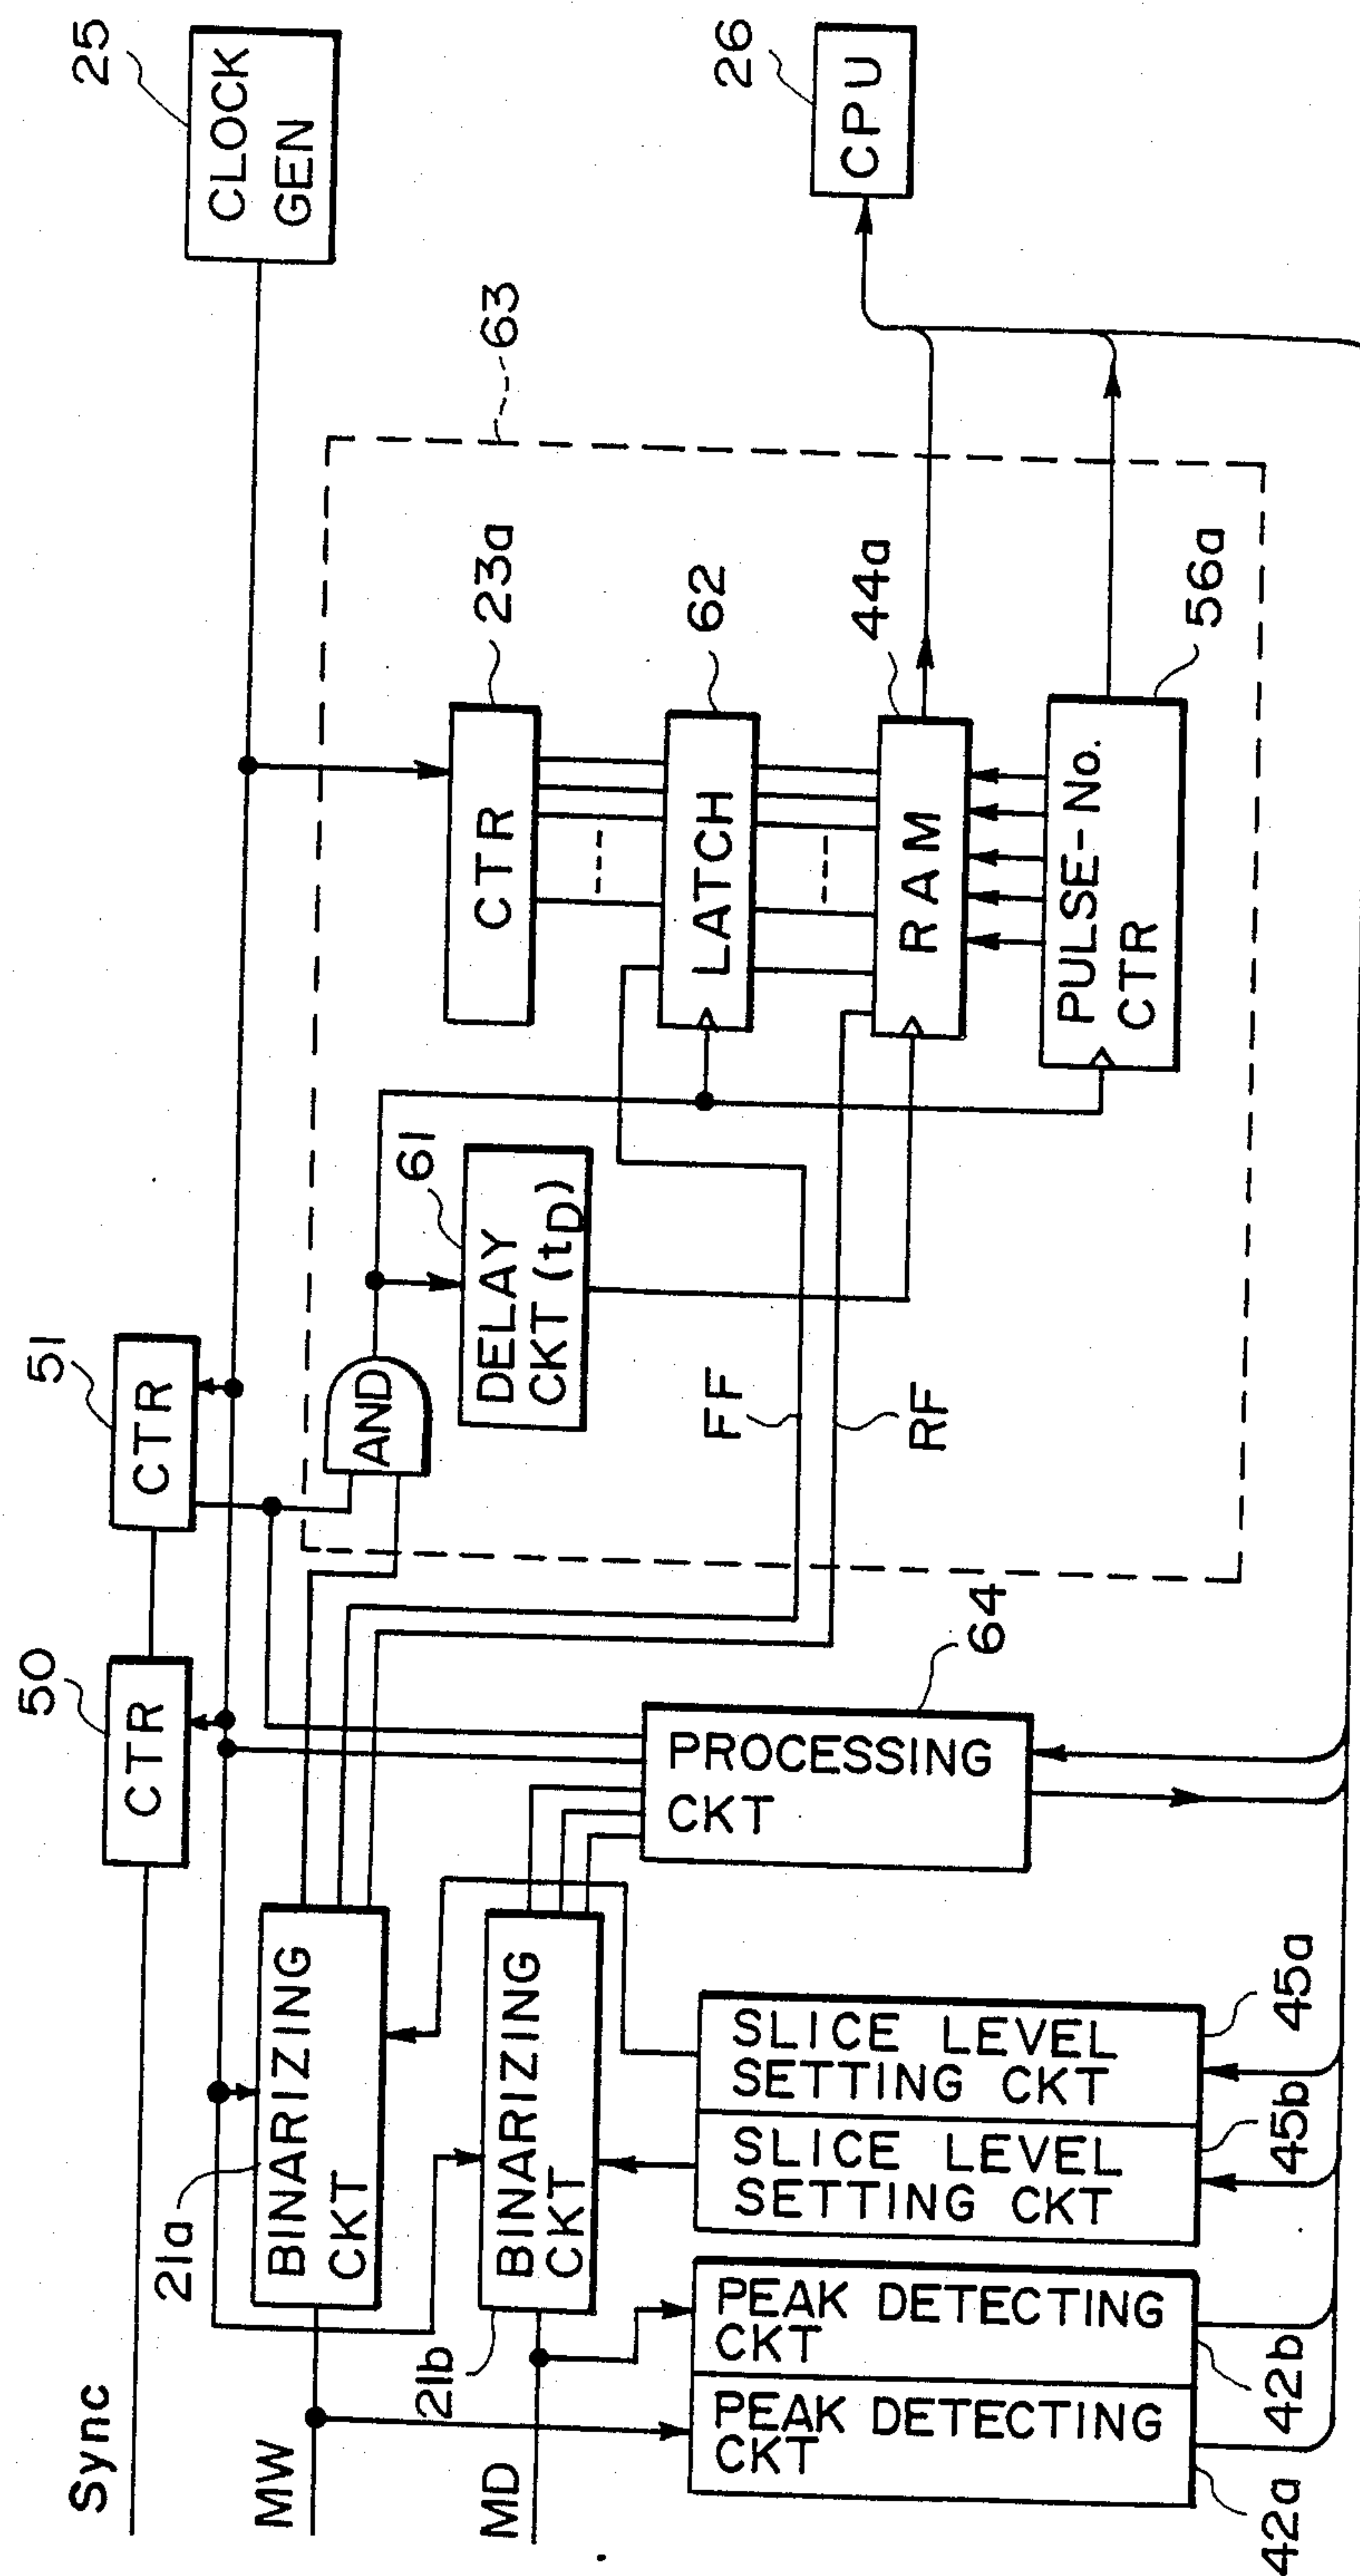 Sync
50
CTR
51
CTR
25
CLOCK
GEN
MW
21a
BINARIZING
CKT
AND
61
DELAY
CKT (tD)
63
23a
CTR
62
LATCH
44a
RAM
PULSE-No.
CTR
56a
26
CPU
FF
RF
MD
21b
BINARIZING
CKT
64
PROCESSING
CKT
SLICE LEVEL
SETTING CKT
45a
SLICE LEVEL
SETTING CKT
45b
PEAK DETECTING
CKT
42b
PEAK DETECTING
CKT
42a